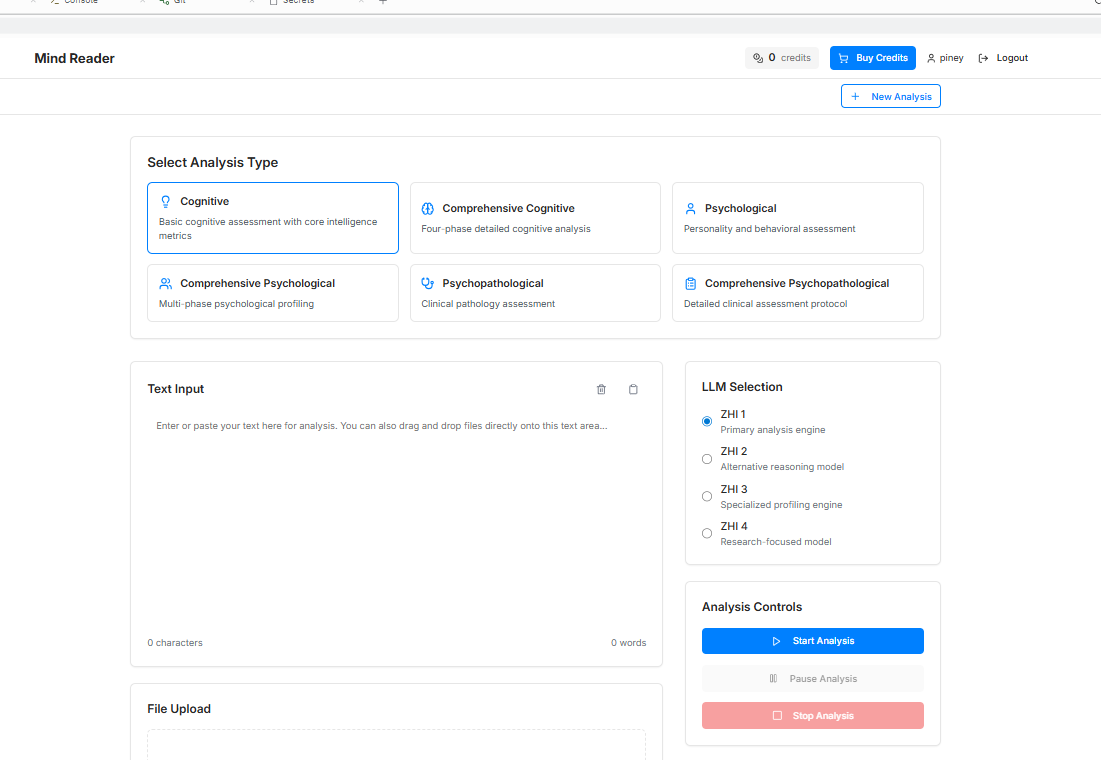 Console
Git
Secrets
Mind Reader
0 credits
Buy Credits
piney
Logout
New Analysis
Select Analysis Type
Cognitive
Basic cognitive assessment with core intelligence
metrics
Comprehensive Cognitive
Four-phase detailed cognitive analysis
Psychological
Personality and behavioral assessment
Comprehensive Psychological
Multi-phase psychological profiling
Psychopathological
Clinical pathology assessment
Comprehensive Psychopathological
Detailed clinical assessment protocol
Text Input
Enter or paste your text here for analysis. You can also drag and drop files directly onto this text area...
0 characters
0 words
LLM Selection
ZHI 1
Primary analysis engine
ZHI 2
Alternative reasoning model
ZHI 3
Specialized profiling engine
ZHI 4
Research-focused model
Analysis Controls
Start Analysis
Pause Analysis
Stop Analysis
File Upload